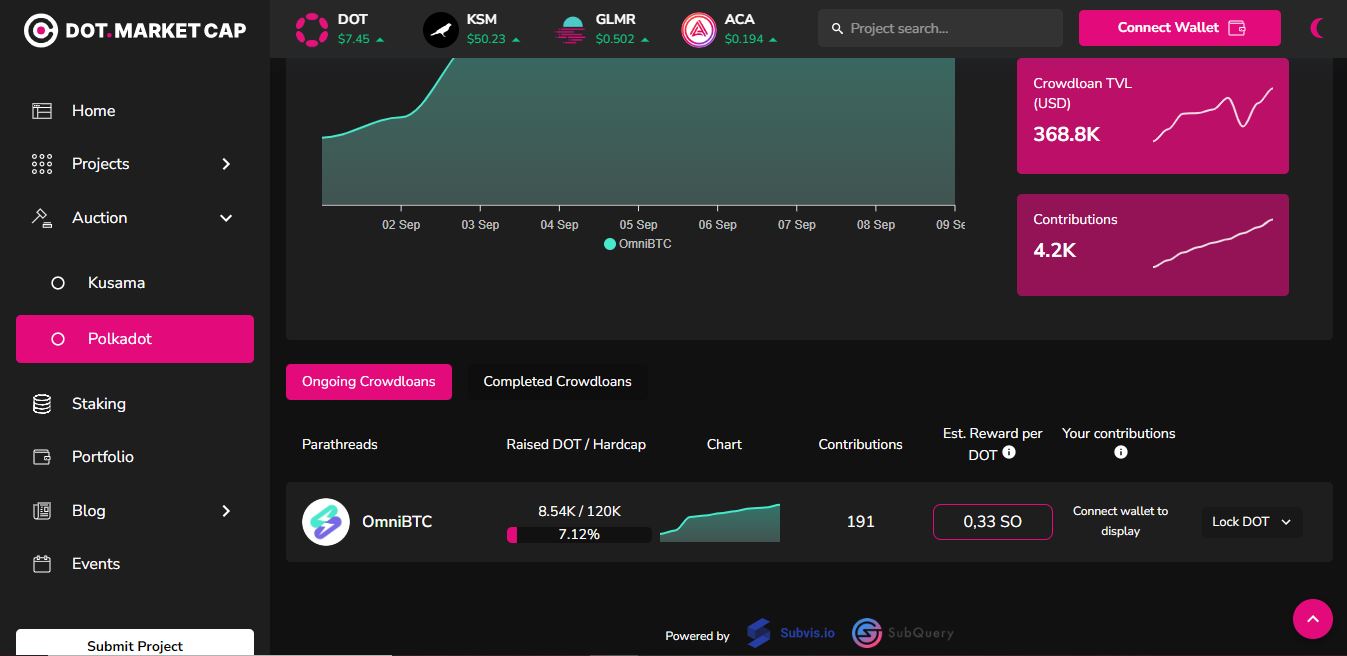 DOT.MARKET CAP
DOT
$7.45
KSM
$50.23
GLMR
$0.502
ACA
$0.194
Project search...
Connect Wallet
Home
Projects
Auction
Kusama
Polkadot
Staking
Portfolio
Blog
Events
Submit Project
02 Sep 03 Sep 04 Sep 05 Sep 06 Sep 07 Sep 08 Sep 09 Se
OmniBTC
Crowdloan TVL
(USD)
368.8K
Contributions
4.2K
Ongoing Crowdloans Completed Crowdloans
Parathreads
Raised DOT / Hardcap
Chart
Contributions
Est. Reward per
DOT
Your contributions
OmniBTC
8.54K / 120K
7.12%
191
0,33 SO
Connect wallet to
display
Lock DOT
Powered by Subvis.io SubQuery